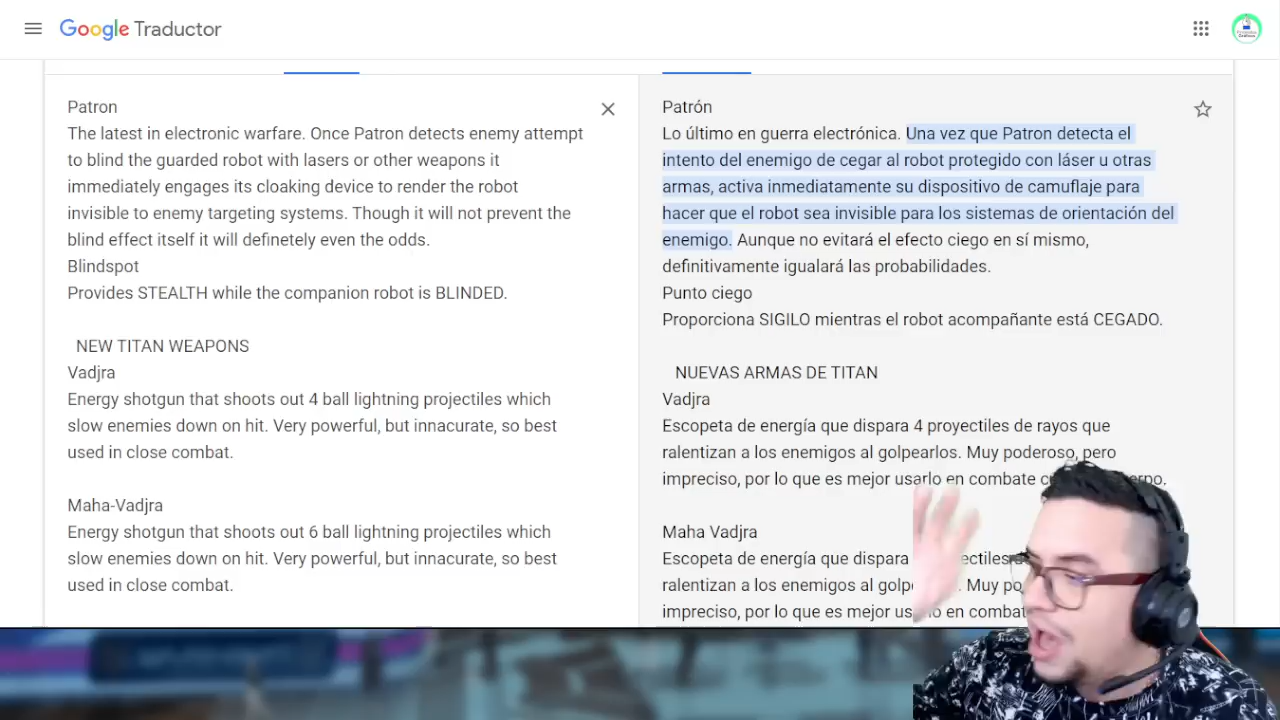 Google Traductor
Patron
The latest in electronic warfare. Once Patron detects enemy attempt
to blind the guarded robot with lasers or other weapons it
immediately engages its cloaking device to render the robot
invisible to enemy targeting systems. Though it will not prevent the
blind effect itself it will definetely even the odds.
Blindspot
Provides STEALTH while the companion robot is BLINDED.
NEW TITAN WEAPONS
Vadjra
Energy shotgun that shoots out 4 ball lightning projectiles which
slow enemies down on hit. Very powerful, but innacurate, so best
used in close combat.
Maha-Vadjra
Energy shotgun that shoots out 6 ball lightning projectiles which
slow enemies down on hit. Very powerful, but innacurate, so best
used in close combat.
Patrón
Lo último en guerra electrónica. Una vez que Patron detecta el
intento del enemigo de cegar al robot protegido con láser u otras
armas, activa inmediatamente su dispositivo de camuflaje para
hacer que el robot sea invisible para los sistemas de orientación del
enemigo. Aunque no evitará el efecto ciego en sí mismo,
definitivamente igualará las probabilidades.
Punto ciego
Proporciona SIGILO mientras el robot acompañante está CEGADO.
NUEVAS ARMAS DE TITAN
Vadjra
Escopeta de energía que dispara 4 proyectiles de rayos que
ralentizan a los enemigos al golpearlos. Muy poderoso, pero
impreciso, por lo que es mejor usarlo en combate
Maha Vadjra
Escopeta de energía que dispara
ralentizan a los enemigos al
impreciso, por lo que es mejor usarlo en combate